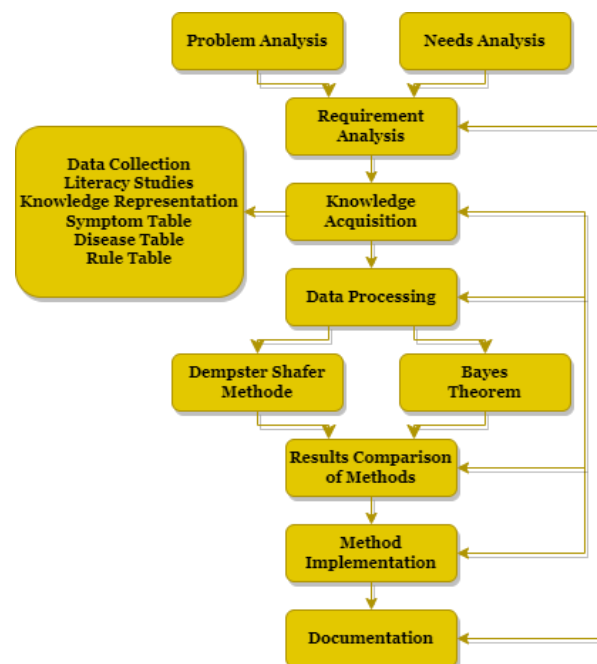 Problem Analysis
Needs Analysis
Requirement
Analysis
Data Collection
Literacy Studies
Knowledge Representation
Symptom Table
Disease Table
Rule Table
Knowledge
Acquisition
Data Processing
Dempster Shafer
Methode
Bayes
Theorem
Results Comparison
of Methods
Method
Implementation
Documentation